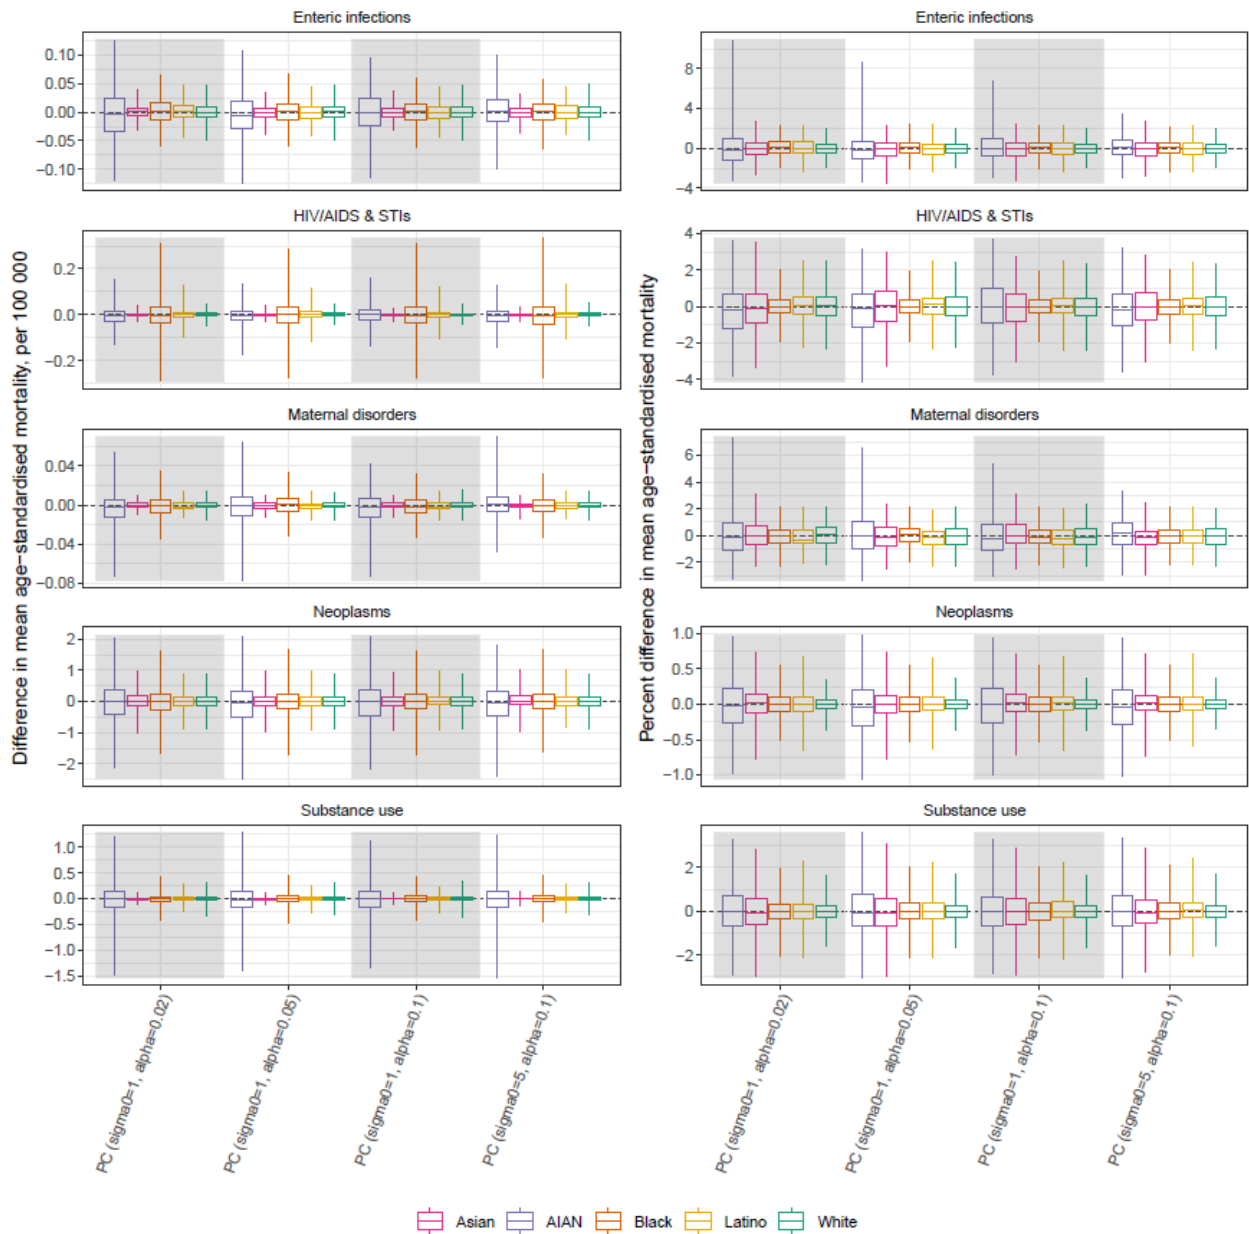 Enteric infections
0.10
0.05
0.00
−0.05
−0.10
HIV/AIDS & STIs
0.2
0.0
−0.2
Maternal disorders
0.04
0.00
−0.04
−0.08
Neoplasms
2
1
0
−1
−2
Substance use
1.0
0.5
0.0
−0.5
−1.0
−1.5
Difference in mean age−standardised mortality, per 100 000
PC (sigma0=1, alpha=0.02)
PC (sigma0=1, alpha=0.05)
PC (sigma0=1, alpha=0.1)
PC (sigma0=5, alpha=0.1)
Enteric infections
8
4
0
−4
HIV/AIDS & STIs
4
2
0
−2
−4
Maternal disorders
6
4
2
0
−2
Neoplasms
1.0
0.5
0.0
−0.5
−1.0
Substance use
2
0
−2
Percent difference in mean age−standardised mortality
PC (sigma0=1, alpha=0.02)
PC (sigma0=1, alpha=0.05)
PC (sigma0=1, alpha=0.1)
PC (sigma0=5, alpha=0.1)
Asian AIAN Black Latino White